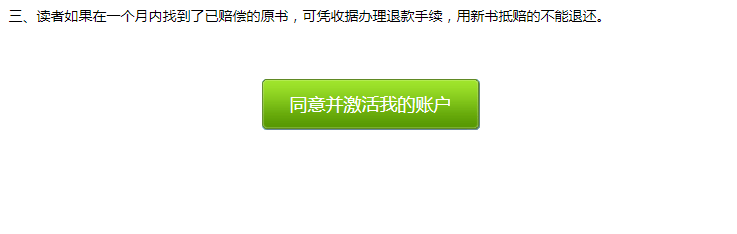 三、读者如果在一个月内找到了已赔偿的原书，可凭收据办理退款手续，用新书抵赔的不能退还。
同意并激活我的账户